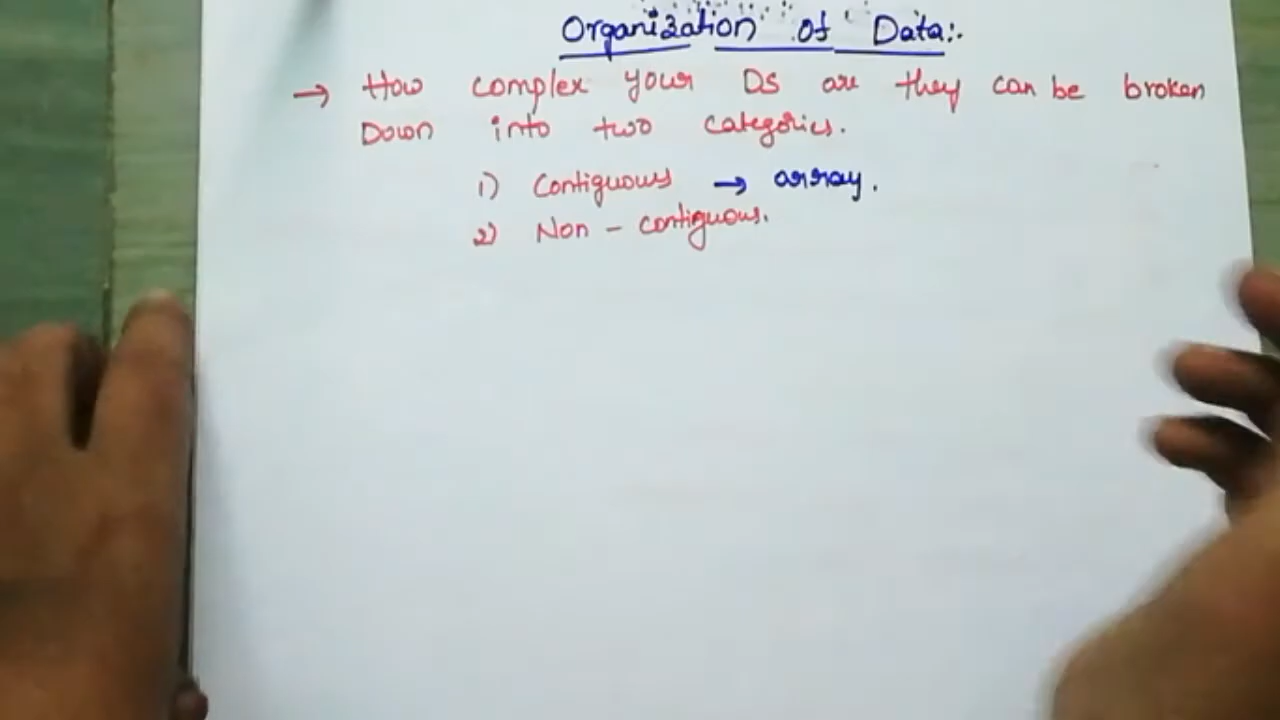 Organization of Data:.
→ How complex your DS are they can be broken
Down into two categories.
1) Contiguous → array.
2) Non - contiguous.